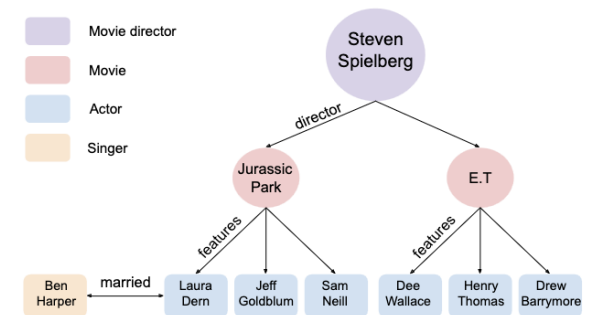 Movie director
Movie
Actor
Singer
Steven
Spielberg
director
Jurassic
Park
E.T
features
features
married
Ben
Harper
Laura
Dern
Jeff
Goldblum
Sam
Neill
Dee
Wallace
Henry
Thomas
Drew
Barrymore